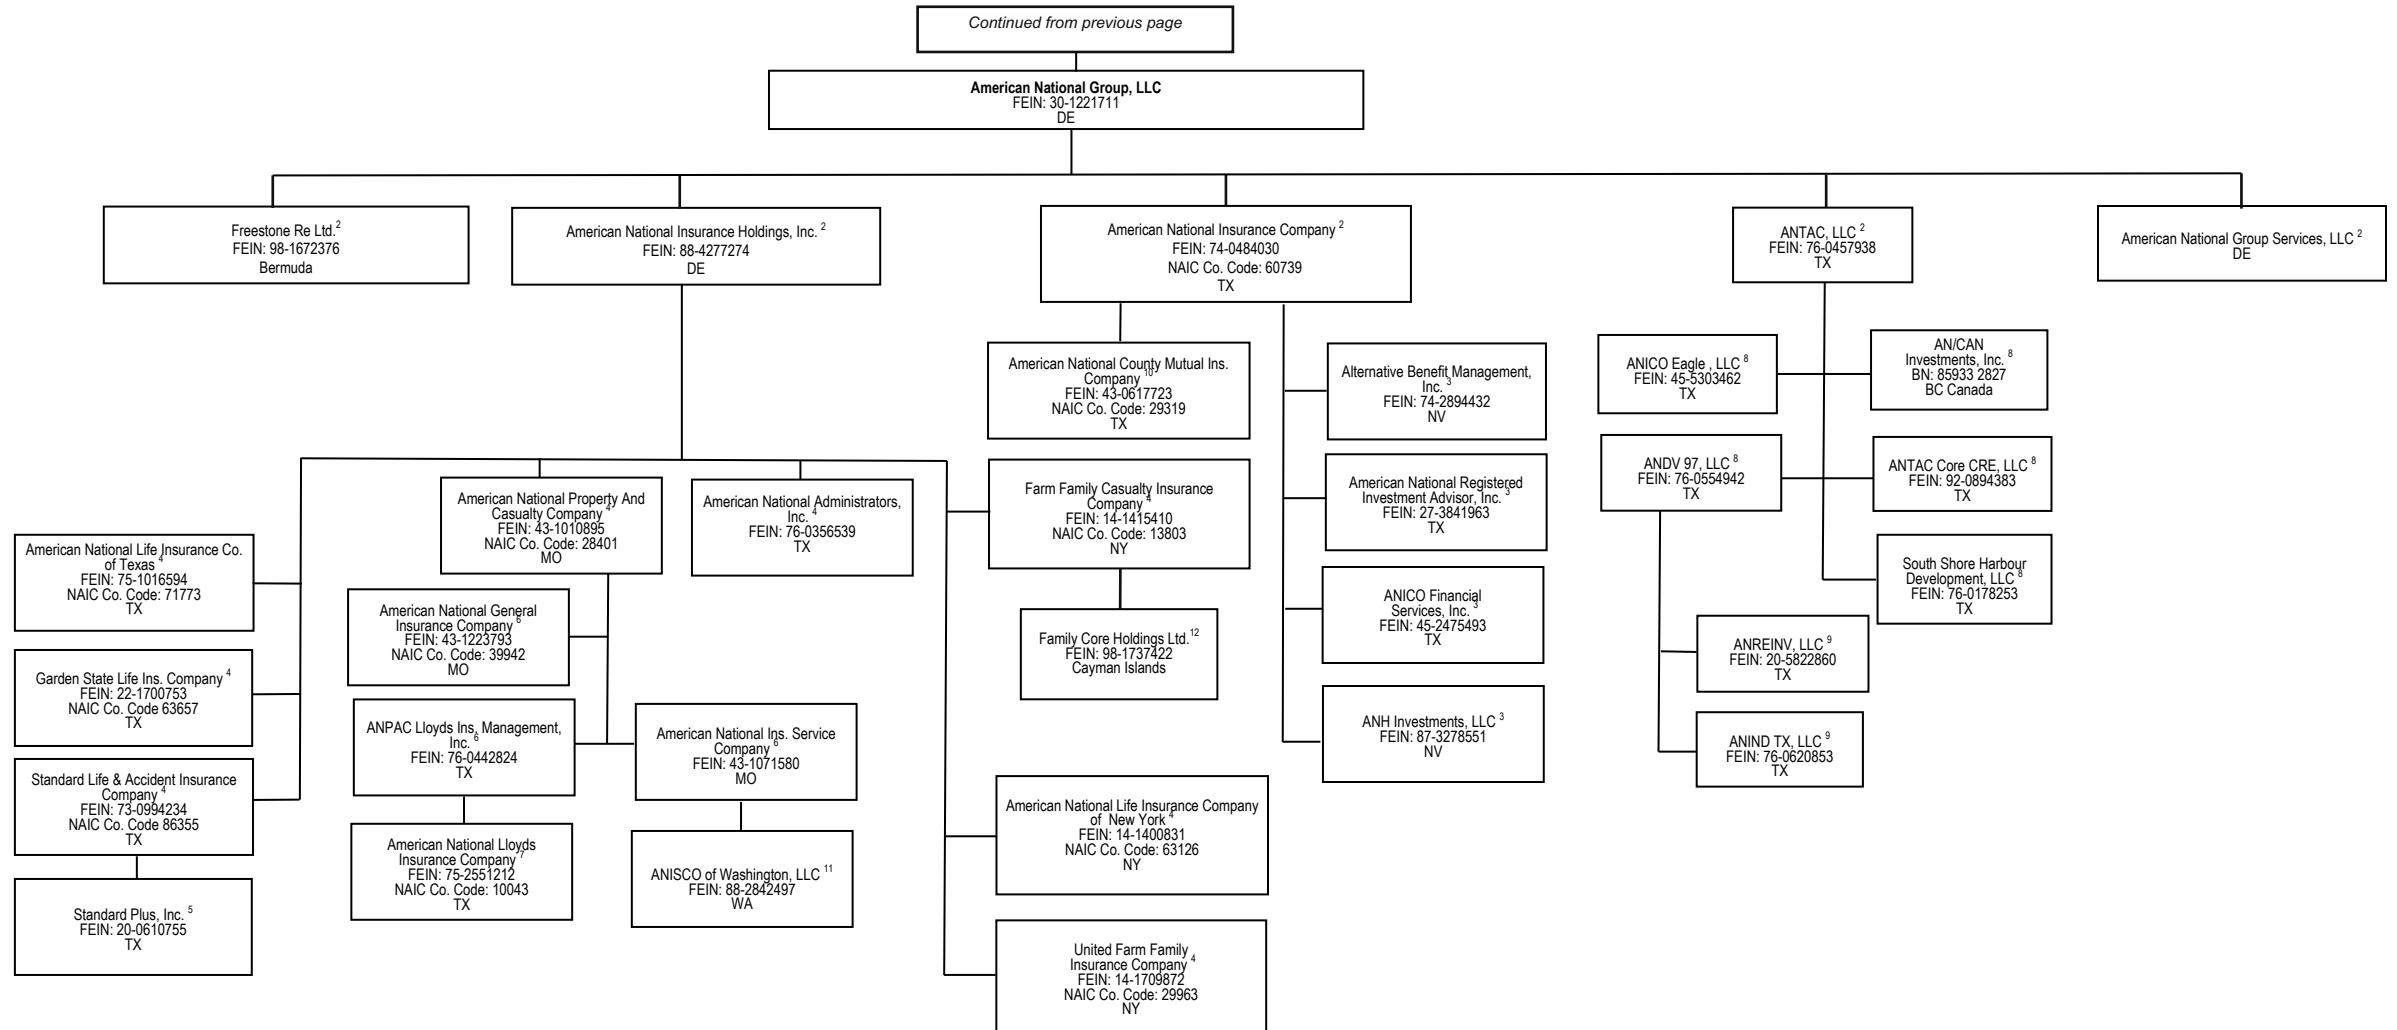 Continued from previous page
American National Group, LLC
FEIN: 30-1221711
DE
Freestone Re Ltd.2
FEIN: 98-1672376
Bermuda
American National Insurance Holdings, Inc. 2
FEIN: 88-4277274
DE
American National Insurance Company 2
FEIN: 74-0484030
NAIC Co. Code: 60739
TX
ANTAC, LLC 2
FEIN: 76-0457938
TX
American National Group Services, LLC 2
DE
American National County Mutual Ins.
Company 10
FEIN: 43-0617723
NAIC Co. Code: 29319
TX
Alternative Benefit Management,
Inc. 3
FEIN: 74-2894432
NV
ANICO Eagle , LLC 8
FEIN: 45-5303462
TX
AN/CAN
Investments, Inc. 8
BN: 85933 2827
BC Canada
American National Property And
Casualty Company 4
FEIN: 43-1010895
NAIC Co. Code: 28401
MO
American National Administrators,
Inc. 4
FEIN: 76-0356539
TX
Farm Family Casualty Insurance
Company 4
FEIN: 14-1415410
NAIC Co. Code: 13803
NY
American National Registered
Investment Advisor, Inc. 3
FEIN: 27-3841963
TX
ANDV 97, LLC 8
FEIN: 76-0554942
TX
ANTAC Core CRE, LLC 8
FEIN: 92-0894383
TX
American National Life Insurance Co.
of Texas 4
FEIN: 75-1016594
NAIC Co. Code: 71773
TX
American National General
Insurance Company 6
FEIN: 43-1223793
NAIC Co. Code: 39942
MO
Family Core Holdings Ltd.12
FEIN: 98-1737422
Cayman Islands
ANICO Financial
Services, Inc. 3
FEIN: 45-2475493
TX
South Shore Harbour
Development, LLC 8
FEIN: 76-0178253
TX
Garden State Life Ins. Company 4
FEIN: 22-1700753
NAIC Co. Code 63657
TX
ANREINV, LLC 9
FEIN: 20-5822860
TX
ANPAC Lloyds Ins. Management,
Inc. 6
FEIN: 76-0442824
TX
American National Ins. Service
Company 6
FEIN: 43-1071580
MO
ANH Investments, LLC 3
FEIN: 87-3278551
NV
ANIND TX, LLC 9
FEIN: 76-0620853
TX
Standard Life & Accident Insurance
Company 4
FEIN: 73-0994234
NAIC Co. Code 86355
TX
American National Lloyds
Insurance Company 7
FEIN: 75-2551212
NAIC Co. Code: 10043
TX
ANISCO of Washington, LLC 11
FEIN: 88-2842497
WA
American National Life Insurance Company
of New York 4
FEIN: 14-1400831
NAIC Co. Code: 63126
NY
Standard Plus, Inc. 5
FEIN: 20-0610755
TX
United Farm Family
Insurance Company 4
FEIN: 14-1709872
NAIC Co. Code: 29963
NY